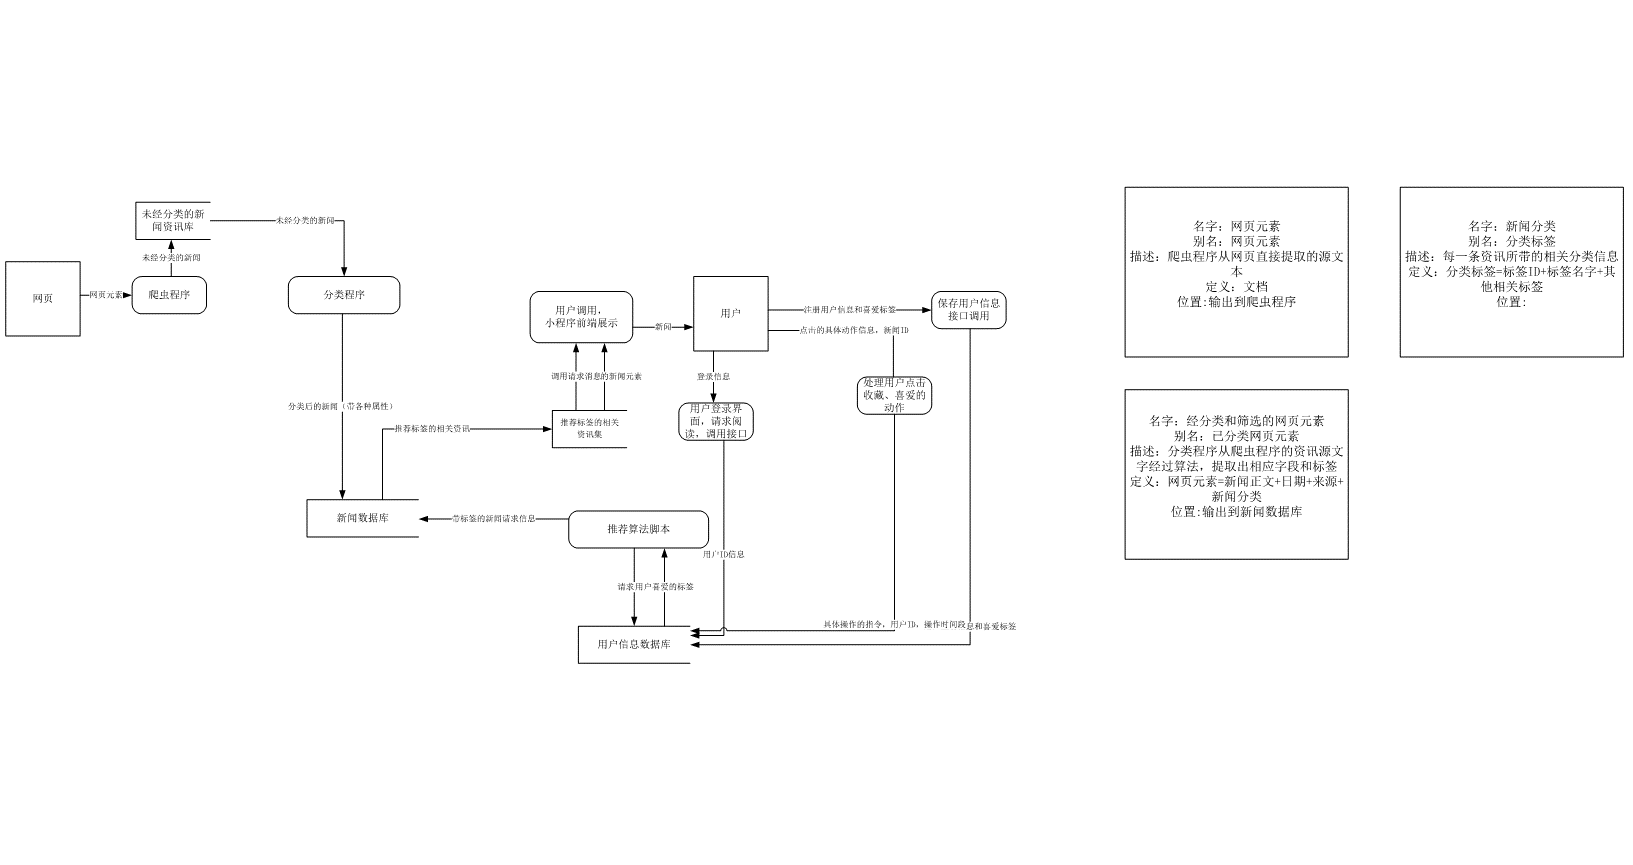 未经分类的新
闻资讯库
未经分类的新闻
未经分类的新闻
网页
网页元素
爬虫程序
分类程序
用户调用,
小程序前端展示
新闻
用户
注册用户信息和喜爱标签
点击的具体动作信息,新闻ID
保存用户信息
接口调用
调用请求消息的新闻元素
登录信息
处理用户点击
收藏、喜爱的
动作
分类后的新闻(带各种属性)
推荐标签的相关资讯
推荐标签的相关
资讯集
用户登录界
面,请求阅
读,调用接口
新闻数据库
带标签的新闻请求信息
推荐算法脚本
用户ID信息
请求用户喜爱的标签
具体操作的指令,用户ID,操作时间段
息和喜爱标签
用户信息数据库
名字:网页元素
别名:网页元素
描述:爬虫程序从网页直接提取的源文
本
定义:文档
位置:输出到爬虫程序
名字:新闻分类
别名:分类标签
描述:每一条资讯所带的相关分类信息
定义:分类标签=标签ID+标签名字+其
他相关标签
位置:
名字:经分类和筛选的网页元素
别名:已分类网页元素
描述:分类程序从爬虫程序的资讯源文
字经过算法,提取出相应字段和标签
定义:网页元素=新闻正文+日期+来源+
新闻分类
位置:输出到新闻数据库